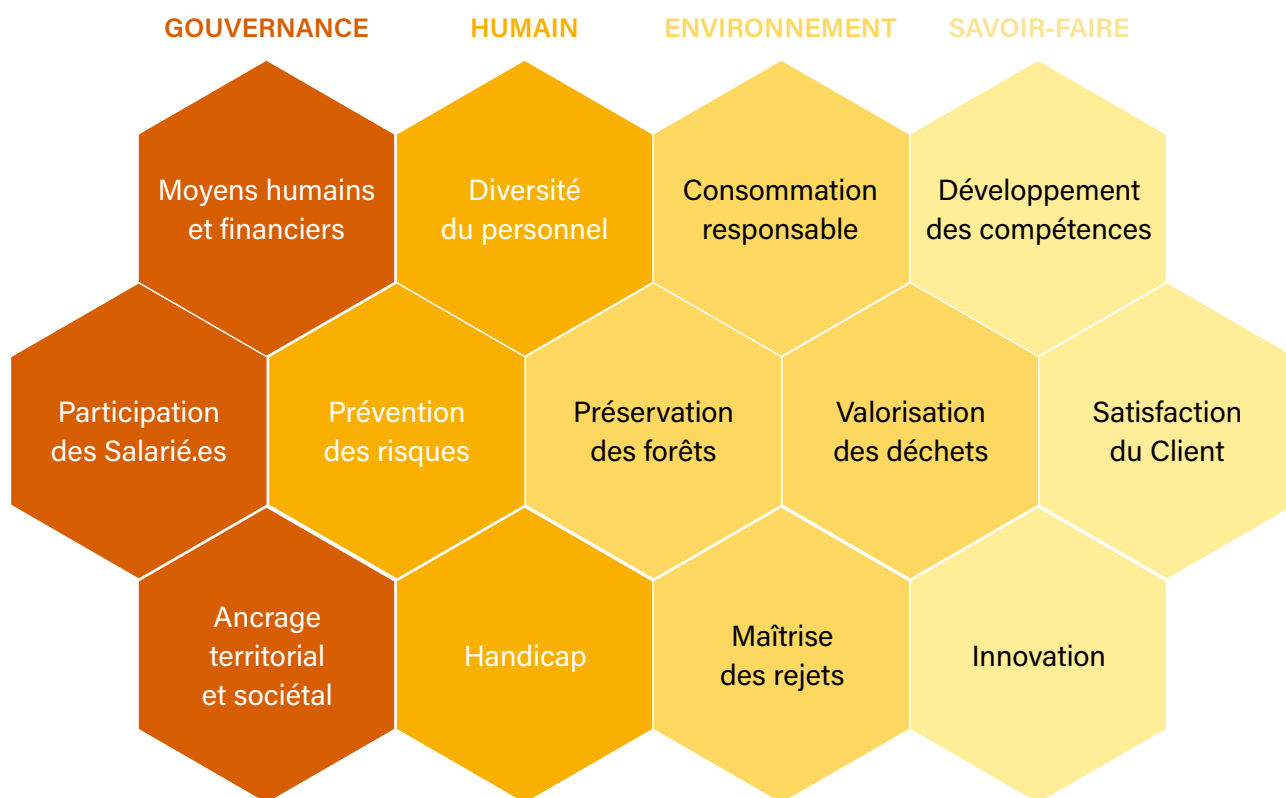 GOUVERNANCE
HUMAIN
ENVIRONNEMENT
SAVOIR-FAIRE
Moyens humains
et financiers
Diversité
du personnel
Consommation
responsable
Développement
des compétences
Participation
des Salarié.es
Prévention
des risques
Préservation
des forêts
Valorisation
des déchets
Satisfaction
du Client
Ancrage
territorial
et sociétal
Handicap
Maîtrise
des rejets
Innovation